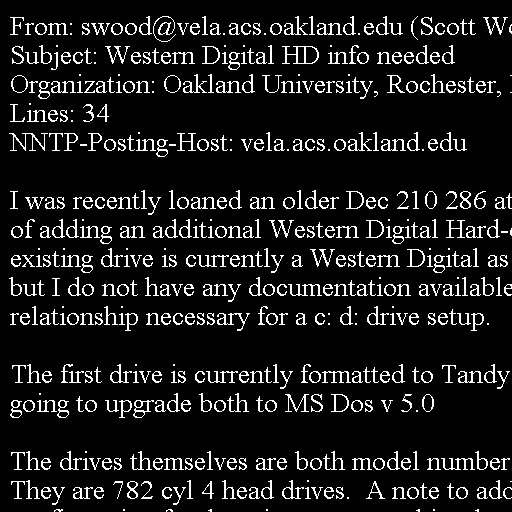 From: swood@vela.acs.oakland.edu (Scott
Subject: Western Digital HD info needed
Organization: Oakland University, Rochester,
Lines: 34
NNTP-Posting-Host: vela.acs.oakland.edu

I was recently loaned an older Dec 210 286 at
of adding an additional Western Digital Hard-
existing drive is currently a Western Digital as
but I do not have any documentation available
relationship necessary for a c: d: drive setup.

The first drive is currently formatted to Tandy
going to upgrade both to MS Dos v 5.0

The drives themselves are both model number
They are 782 cyl 4 head drives.  A note to add